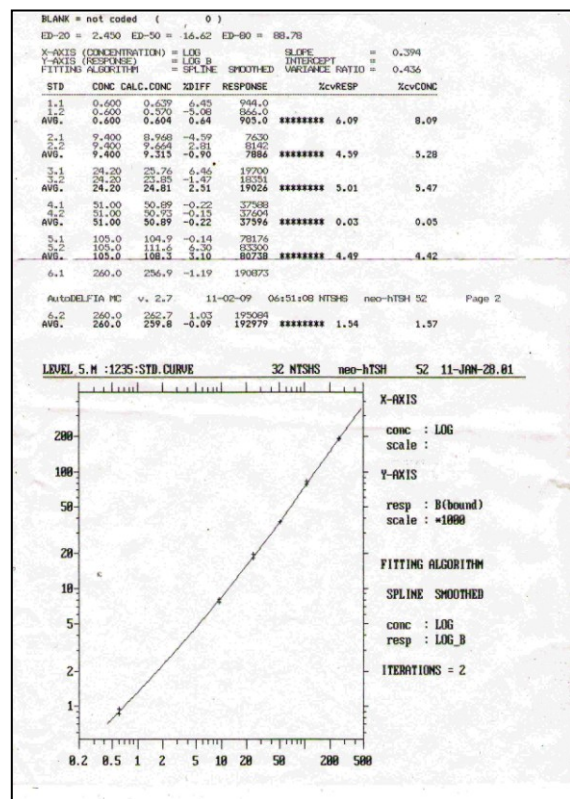 BLANK = not coded ( , 0 )
ED-20 = 2.450 ED-50 = 16.62 ED-80 = 88.78
X-AXIS (CONCENTRATION) = LOG SLOPE = 0.394
Y-AXIS (RESPONSE) = LOG_B INTERCEPT =
FITTING ALGORITHM = SPLINE SMOOTHED VARIANCE RATIO = 0.436
STD CONC CALC.CONC %DIFF RESPONSE %cvRESP %cvCONC
1.1 0.600 0.639 6.45 944.0
1.2 0.600 0.570 -5.08 866.0
AVG. 0.600 0.604 0.64 905.0 ******** 6.09 8.09
2.1 9.400 8.968 -4.59 7630
2.2 9.400 9.664 2.81 8142
AVG. 9.400 9.315 -0.90 7886 ******** 4.59 5.28
3.1 24.20 25.76 6.46 19700
3.2 24.20 23.85 -1.47 18351
AVG. 24.20 24.81 2.51 19026 ******** 5.01 5.47
4.1 51.00 50.89 -0.22 37588
4.2 51.00 50.93 -0.15 37604
AVG. 51.00 50.89 -0.22 37596 ******** 0.03 0.05
5.1 105.0 104.9 -0.14 78176
5.2 105.0 111.6 6.30 83300
AVG. 105.0 108.3 3.10 80738 ******** 4.49 4.42
6.1 260.0 256.9 -1.19 190873
AutoDELFIA MC v. 2.7 11-02-09 06:51:08 NTSHS neo-hTSH 52 Page 2
6.2 260.0 262.7 1.03 195084
AVG. 260.0 259.8 -0.09 192979 ******** 1.54 1.57
LEVEL_5.M :1235:STD.CURVE 32 NTSHS neo-hTSH 52 11-JAN-28.01
X-AXIS
conc : LOG
scale :
Y-AXIS
resp : B(bound)
scale : *1000
FITTING ALGORITHM
SPLINE SMOOTHED
conc : LOG
resp : LOG_B
ITERATIONS = 2
200
100
50
20
10
5
2
1
0.2 0.5 1 2 5 10 20 50 100 200 500